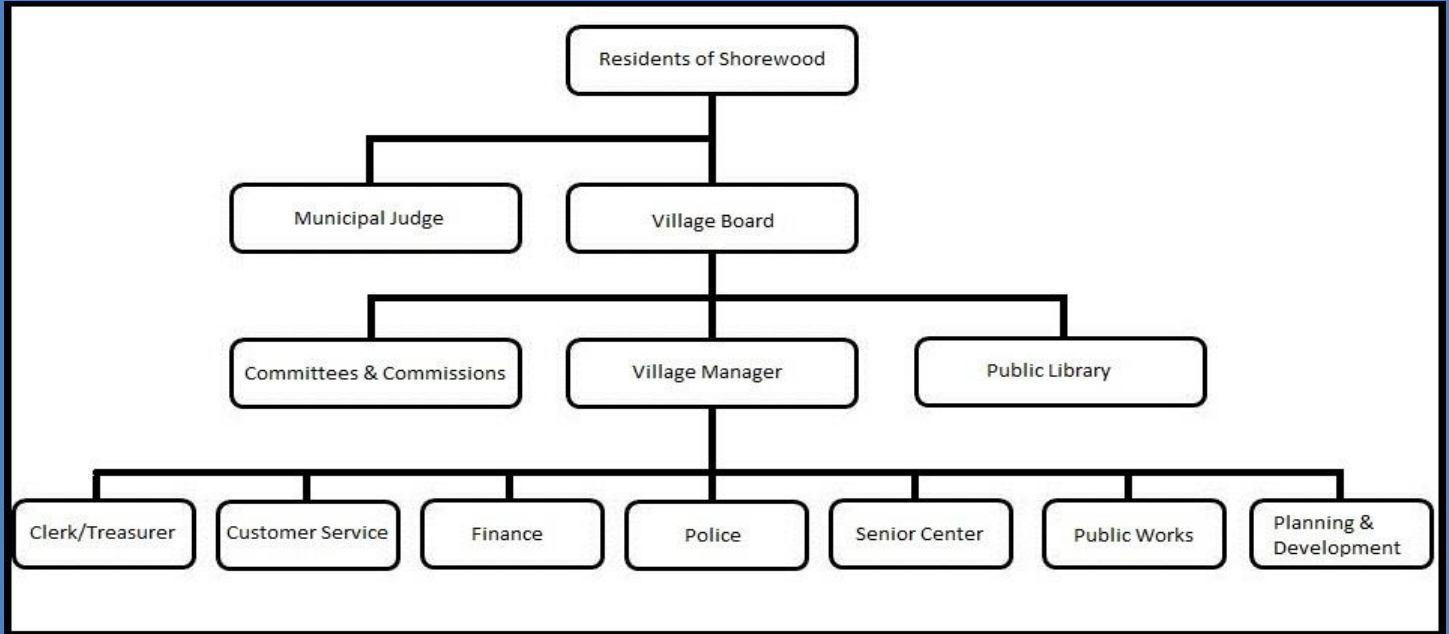 Residents of Shorewood
Municipal Judge
Village Board
Committees & Commissions
Village Manager
Public Library
Clerk/Treasurer
Customer Service
Finance
Police
Senior Center
Public Works
Planning &
Development